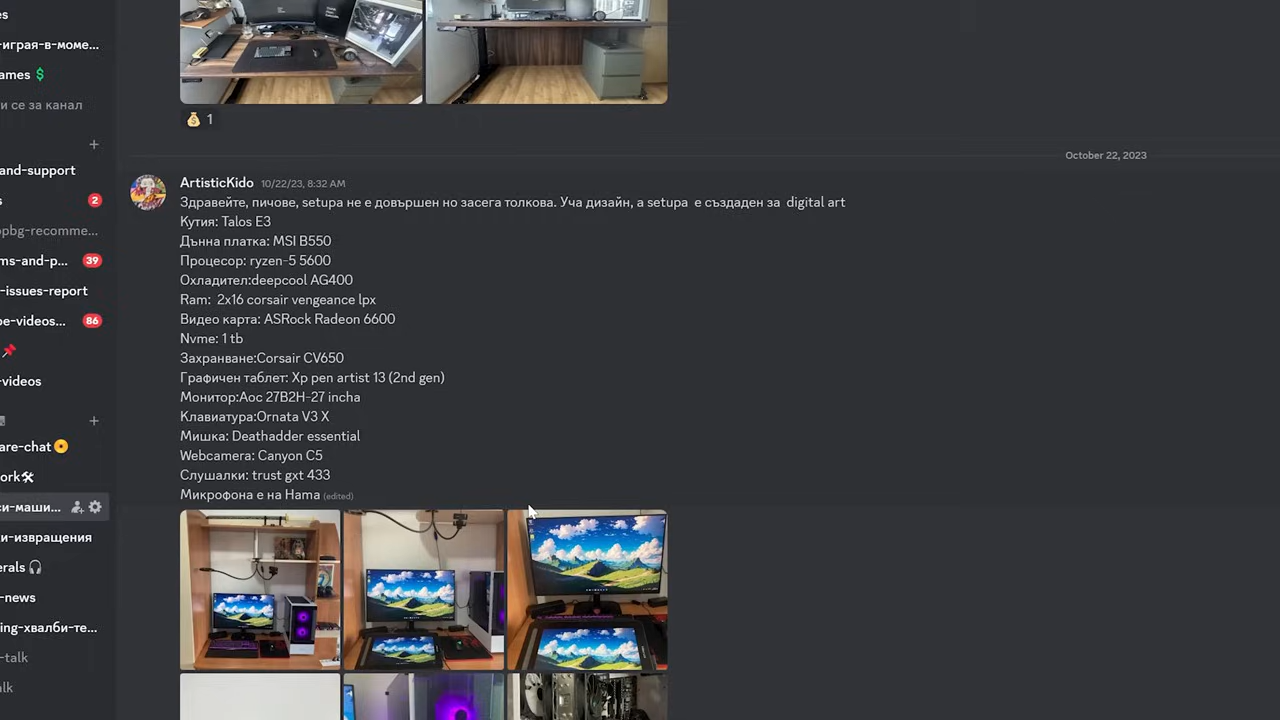 s
-играя-в-моме...
ames
и се за канал
and-support
s
2
opbg-recomme...
ms-and-p...
39
-issues-report
be-videos...
86
-videos
are-chat
ork
си-маши...
и-извращения
erals
-news
ing-хвалби-те...
-talk
alk
1
October 22, 2023
ArtisticKido 10/22/23, 8:32 AM
Здравейте, пичове, setupa не е довършен но засега толкова. Уча дизайн, а setupa е създаден за digital art
Кутия: Talos E3
Дънна платка: MSI B550
Процесор: ryzen-5 5600
Охладител:deepcool AG400
Ram: 2x16 corsair vengeance lpx
Видео карта: ASRock Radeon 6600
Nvme: 1 tb
Захранване:Corsair CV650
Графичен таблет: Xp pen artist 13 (2nd gen)
Монитор:Aoc 27B2H-27 incha
Клавиатура:Ornata V3 X
Мишка: Deathadder essential
Webcamera: Canyon C5
Слушалки: trust gxt 433
Микрофона е на Hama (edited)